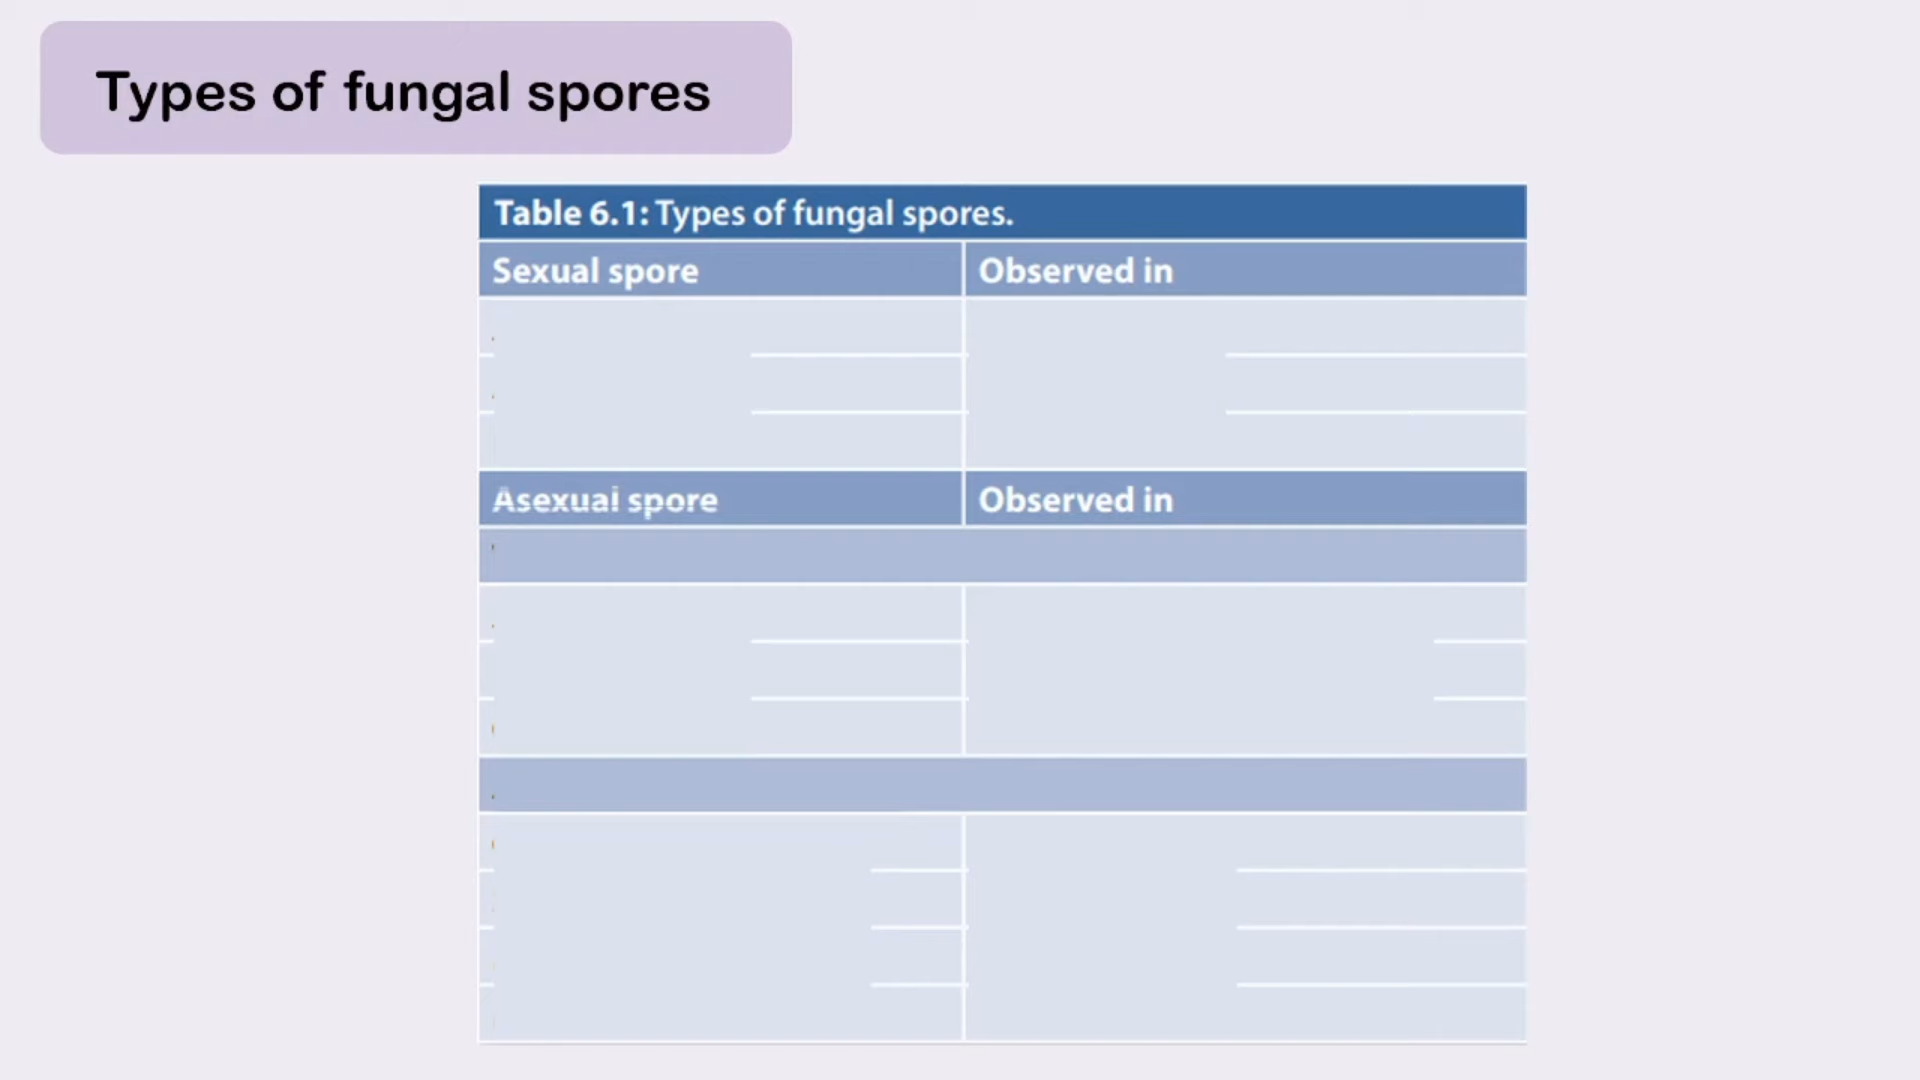 Types of fungal spores
Table 6.1: Types of fungal spores.
Sexual spore
Observed in
Asexual spore
Observed in